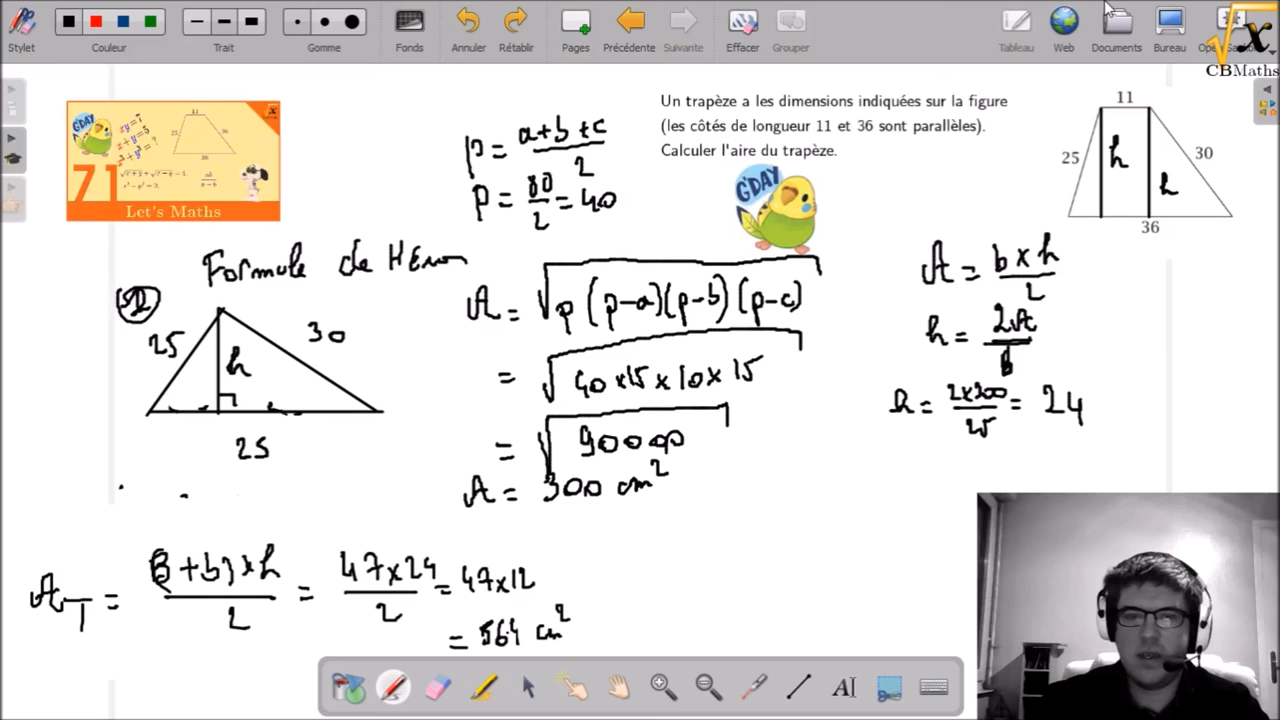 Stylet
Couleur
Trait
Gomme
Fonds
Annuler
Rétablir
Pages
Précédente
Suivante
Effacer
Grouper
Tableau
Web
Documents
Bureau
CBMaths
71
Let's Maths
p = a+b+c / 2
p = 80 / 2 = 40
Un trapèze a les dimensions indiquées sur la figure
(les côtés de longueur 11 et 36 sont parallèles).
Calculer l'aire du trapèze.
G'DAY
11
25
h
30
h
36
Formule de Héron
25
30
h
25
A = √p(p-a)(p-b)(p-c)
= √40×15×10×15
= √90000
A = 300 cm²
A = b×h / 2
h = 2A / b
h = 2×300 / 25 = 24
A_T = (B+b)×h / 2 = 47×24 / 2 = 47×12
= 564 cm²